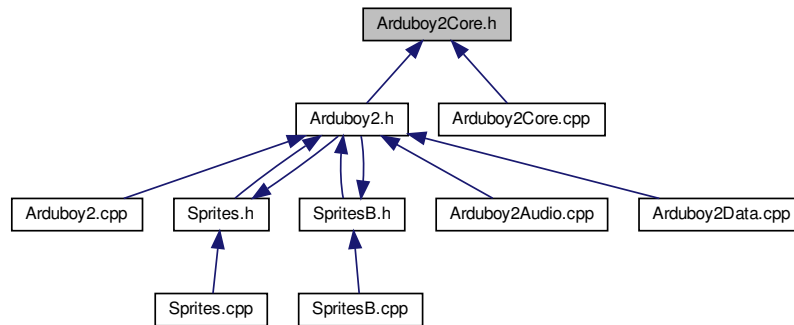 Arduboy2Core.h
Arduboy2.h
Arduboy2Core.cpp
Arduboy2.cpp
Sprites.h
SpritesB.h
Arduboy2Audio.cpp
Arduboy2Data.cpp
Sprites.cpp
SpritesB.cpp